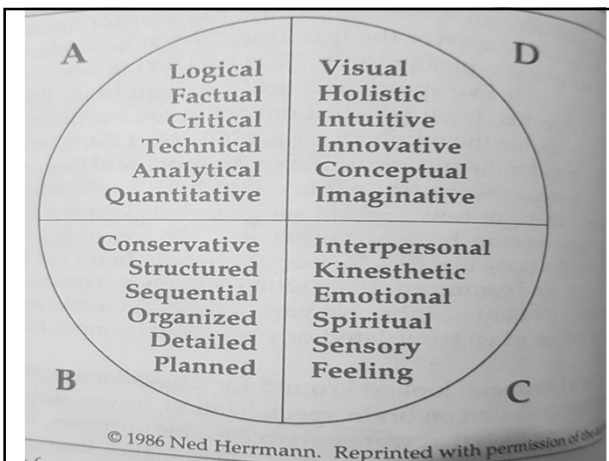 A
D
Logical
Factual
Critical
Technical
Analytical
Quantitative
Visual
Holistic
Intuitive
Innovative
Conceptual
Imaginative
Conservative
Structured
Sequential
Organized
Detailed
Planned
Interpersonal
Kinesthetic
Emotional
Spiritual
Sensory
Feeling
B
C
© 1986 Ned Herrmann. Reprinted with permission of the